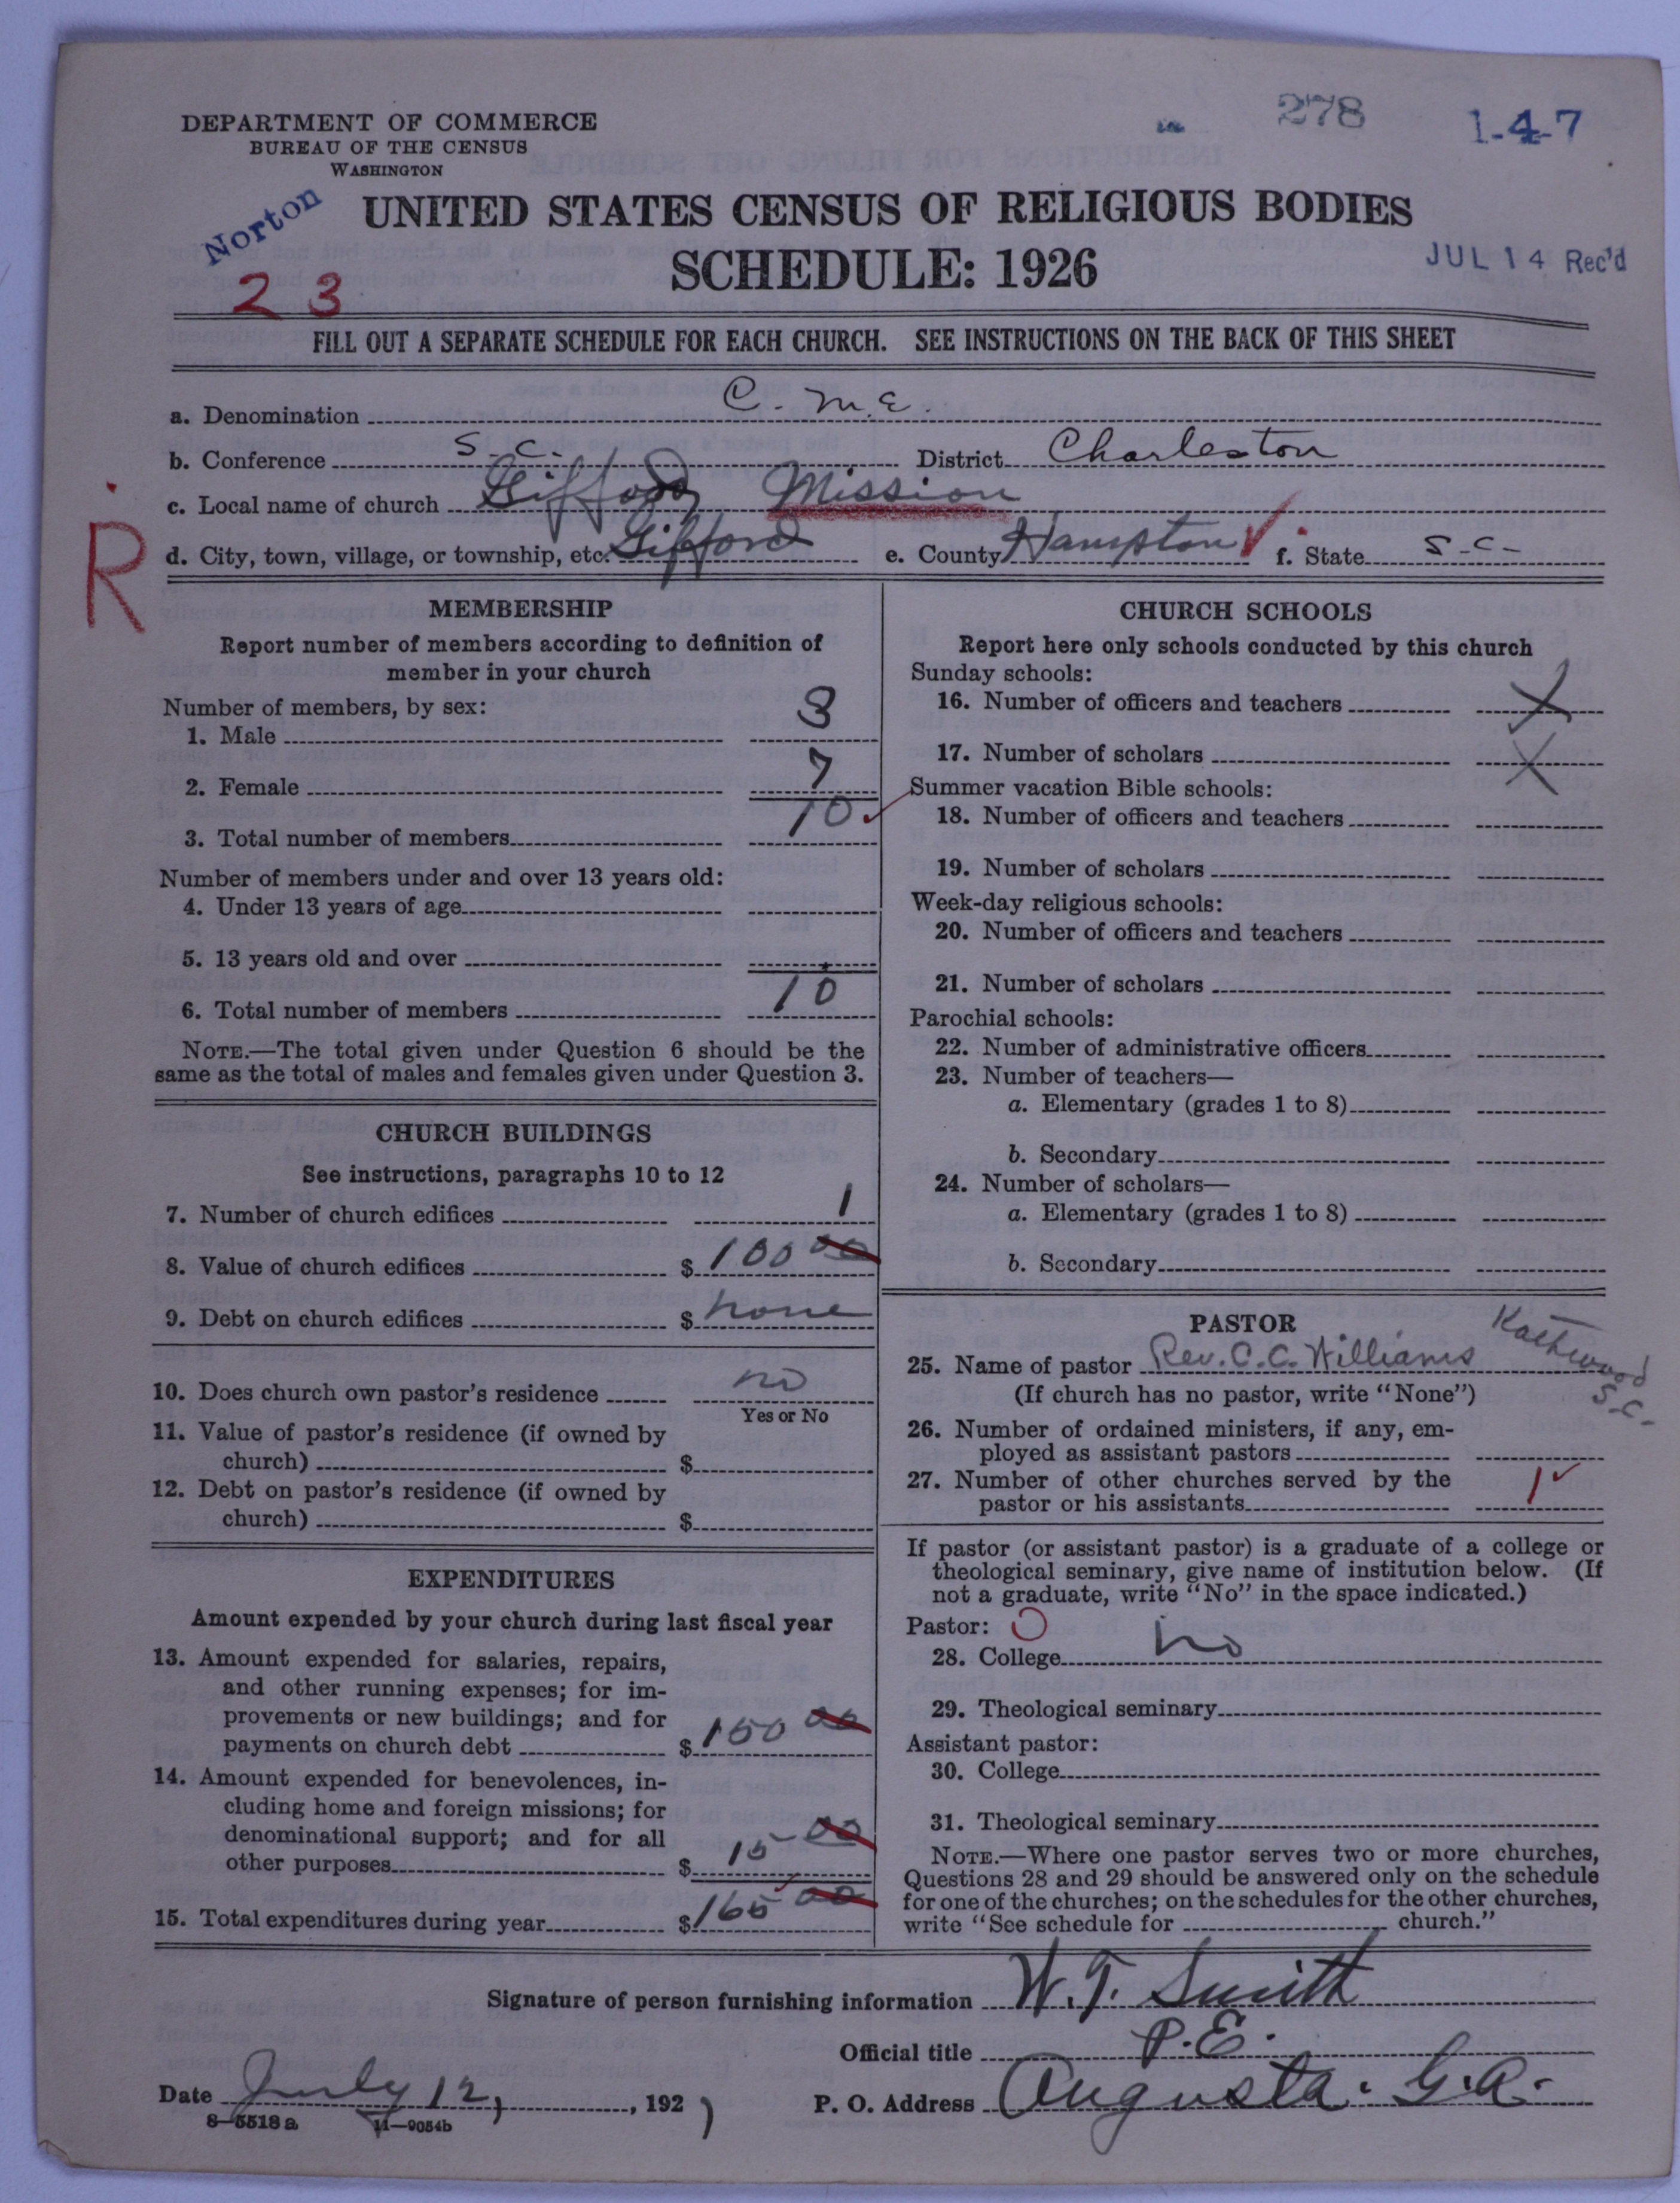 278
1-4-7
DEPARTMENT OF COMMERCE
BUREAU OF THE CENSUS
WASHINGTON
Norton
23
UNITED STATES CENSUS OF RELIGIOUS BODIES
SCHEDULE: 1926
JUL 14 Rec'd
FILL OUT A SEPARATE SCHEDULE FOR EACH CHURCH. SEE INSTRUCTIONS ON THE BACK OF THIS SHEET
a. Denomination C. M. E.
b. Conference S. C. District Charleston
c. Local name of church Gifford Mission
R
d. City, town, village, or township, etc. Gifford e. County Hampton ✓ f. State S-C-
MEMBERSHIP
Report number of members according to definition of
member in your church
Number of members, by sex:
1. Male 3
2. Female 7
3. Total number of members 10 ✓
Number of members under and over 13 years old:
4. Under 13 years of age
5. 13 years old and over
6. Total number of members 10
NOTE.—The total given under Question 6 should be the
same as the total of males and females given under Question 3.
CHURCH BUILDINGS
See instructions, paragraphs 10 to 12
7. Number of church edifices 1
8. Value of church edifices $ 100 00
9. Debt on church edifices $ none
10. Does church own pastor's residence no
Yes or No
11. Value of pastor's residence (if owned by
church) $
12. Debt on pastor's residence (if owned by
church) $
EXPENDITURES
Amount expended by your church during last fiscal year
13. Amount expended for salaries, repairs,
and other running expenses; for im-
provements or new buildings; and for
payments on church debt $ 150 00
14. Amount expended for benevolences, in-
cluding home and foreign missions; for
denominational support; and for all
other purposes $ 15 00
15. Total expenditures during year $ 165 00
CHURCH SCHOOLS
Report here only schools conducted by this church
Sunday schools:
16. Number of officers and teachers X
17. Number of scholars X
Summer vacation Bible schools:
18. Number of officers and teachers
19. Number of scholars
Week-day religious schools:
20. Number of officers and teachers
21. Number of scholars
Parochial schools:
22. Number of administrative officers
23. Number of teachers—
a. Elementary (grades 1 to 8)
b. Secondary
24. Number of scholars—
a. Elementary (grades 1 to 8)
b. Secondary
PASTOR
25. Name of pastor Rev. C. C. Williams Kathwood
S.C.
(If church has no pastor, write "None")
26. Number of ordained ministers, if any, em-
ployed as assistant pastors
27. Number of other churches served by the
pastor or his assistants 1 ✓
If pastor (or assistant pastor) is a graduate of a college or
theological seminary, give name of institution below. (If
not a graduate, write "No" in the space indicated.)
Pastor: O
28. College no
29. Theological seminary
Assistant pastor:
30. College
31. Theological seminary
NOTE.—Where one pastor serves two or more churches,
Questions 28 and 29 should be answered only on the schedule
for one of the churches; on the schedules for the other churches,
write "See schedule for church."
Signature of person furnishing information W. T. Smith
Official title P. E.
Date July 12, , 192 7 P. O. Address Augusta. G.A.
8—5518 a 11—9054b